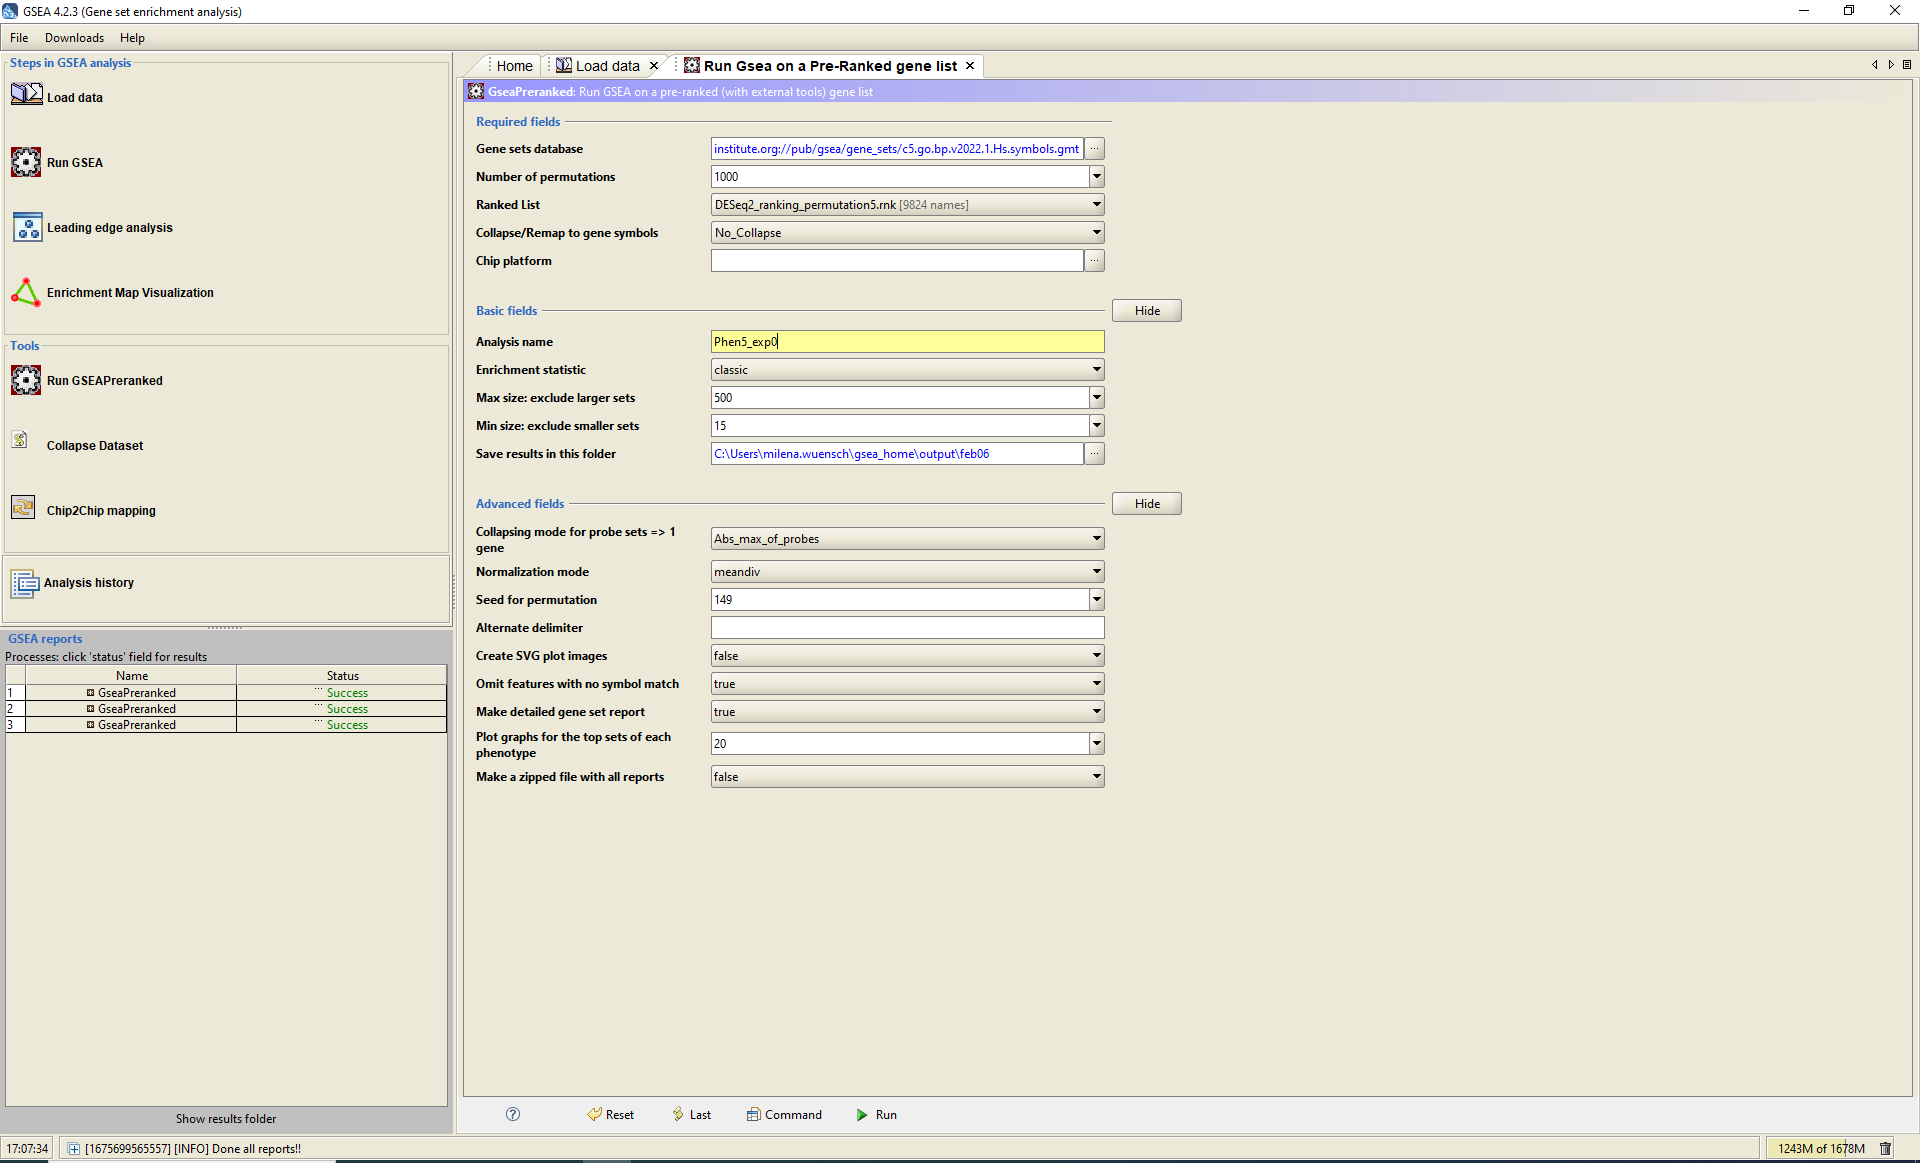 GSEA 4.2.3 (Gene set enrichment analysis)
File Downloads Help
Steps in GSEA analysis
Load data
Run GSEA
Leading edge analysis
Enrichment Map Visualization
Tools
Run GSEAPreranked
Collapse Dataset
Chip2Chip mapping
Analysis history
GSEA reports
Processes: click 'status' field for results
Name Status
1 GseaPreranked ... Success
2 GseaPreranked ... Success
3 GseaPreranked ... Success
Show results folder
Home Load data Run Gsea on a Pre-Ranked gene list
GseaPreranked: Run GSEA on a pre-ranked (with external tools) gene list
Required fields
Gene sets database institute.org://pub/gsea/gene_sets/c5.go.bp.v2022.1.Hs.symbols.gmt ...
Number of permutations 1000
Ranked List DESeq2_ranking_permutation5.rnk [9824 names]
Collapse/Remap to gene symbols No_Collapse
Chip platform ...
Basic fields Hide
Analysis name Phen5_exp0
Enrichment statistic classic
Max size: exclude larger sets 500
Min size: exclude smaller sets 15
Save results in this folder C:\Users\milena.wuensch\gsea_home\output\feb06 ...
Advanced fields Hide
Collapsing mode for probe sets => 1
gene Abs_max_of_probes
Normalization mode meandiv
Seed for permutation 149
Alternate delimiter
Create SVG plot images false
Omit features with no symbol match true
Make detailed gene set report true
Plot graphs for the top sets of each
phenotype 20
Make a zipped file with all reports false
? Reset Last Command Run
17:07:34 [1675699565557] [INFO] Done all reports!! 1243M of 1678M